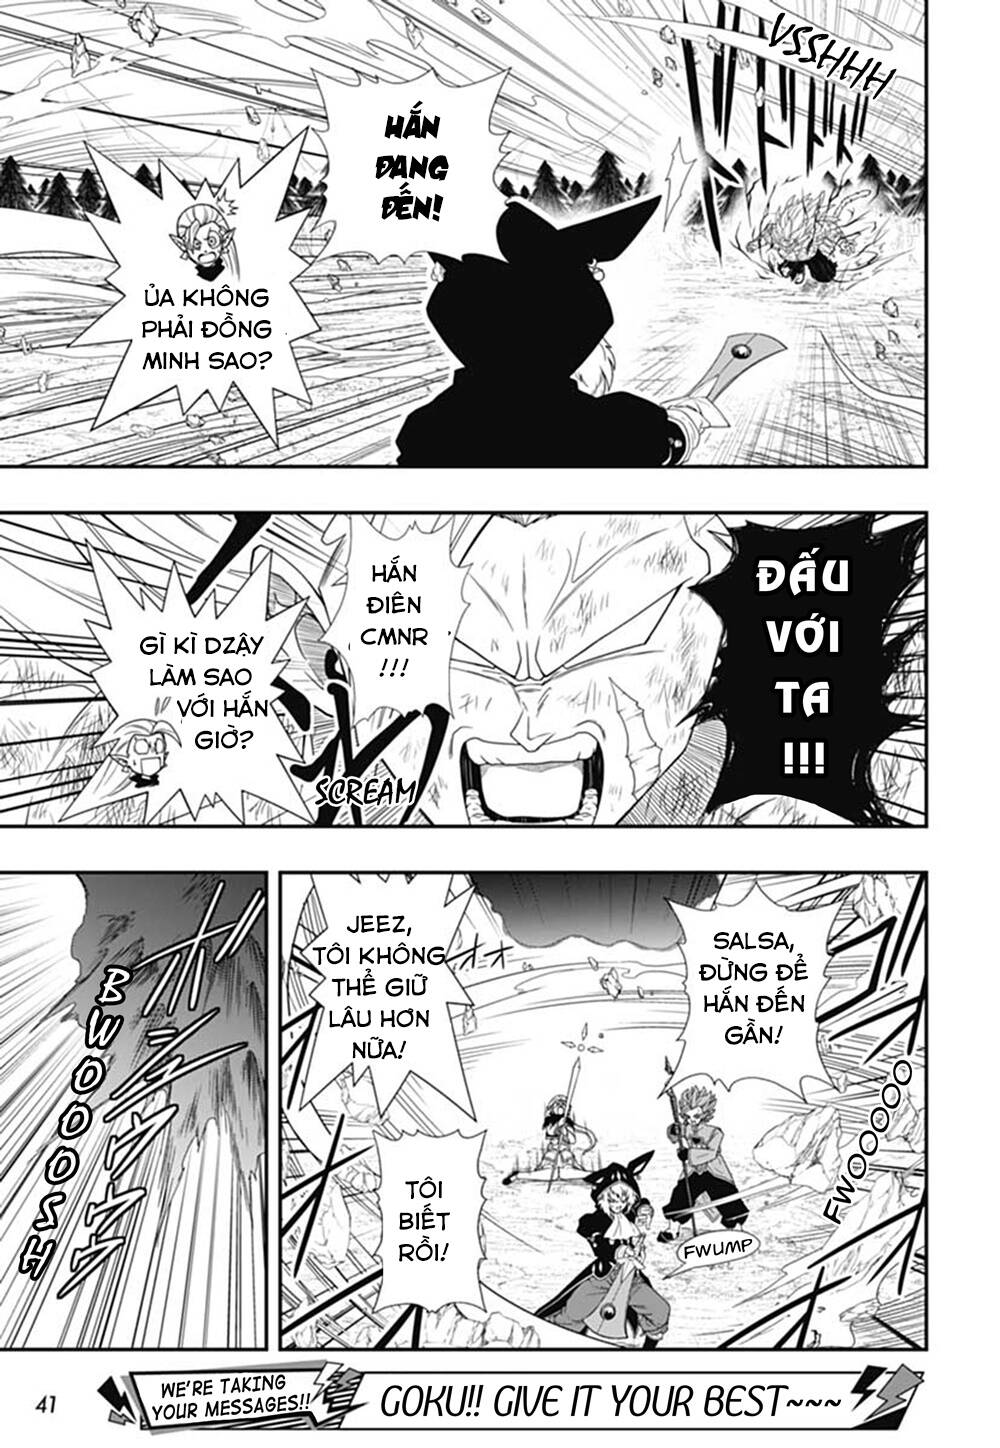 VSSHHH
HẮN
ĐANG
ĐẾN!
ỦA KHÔNG
PHẢI ĐỒNG
MINH SAO?
ĐẤU
VỚI
TA
!!!
HẮN
ĐIÊN
CMNR
!!!
GÌ KÌ DZẬY
LÀM SAO
VỚI HẮN
GIỜ?
SCREAM
SALSA,
ĐỪNG ĐỂ
HẮN ĐẾN
GẦN!
JEEZ,
TÔI KHÔNG
THỂ GIỮ
LÂU HƠN
NỮA!
FWOOOOO
TÔI
BIẾT
RỒI!
FWUMP
BWOOOOSH
41
WE'RE TAKING
YOUR MESSAGES!!
GOKU!! GIVE IT YOUR BEST~~~